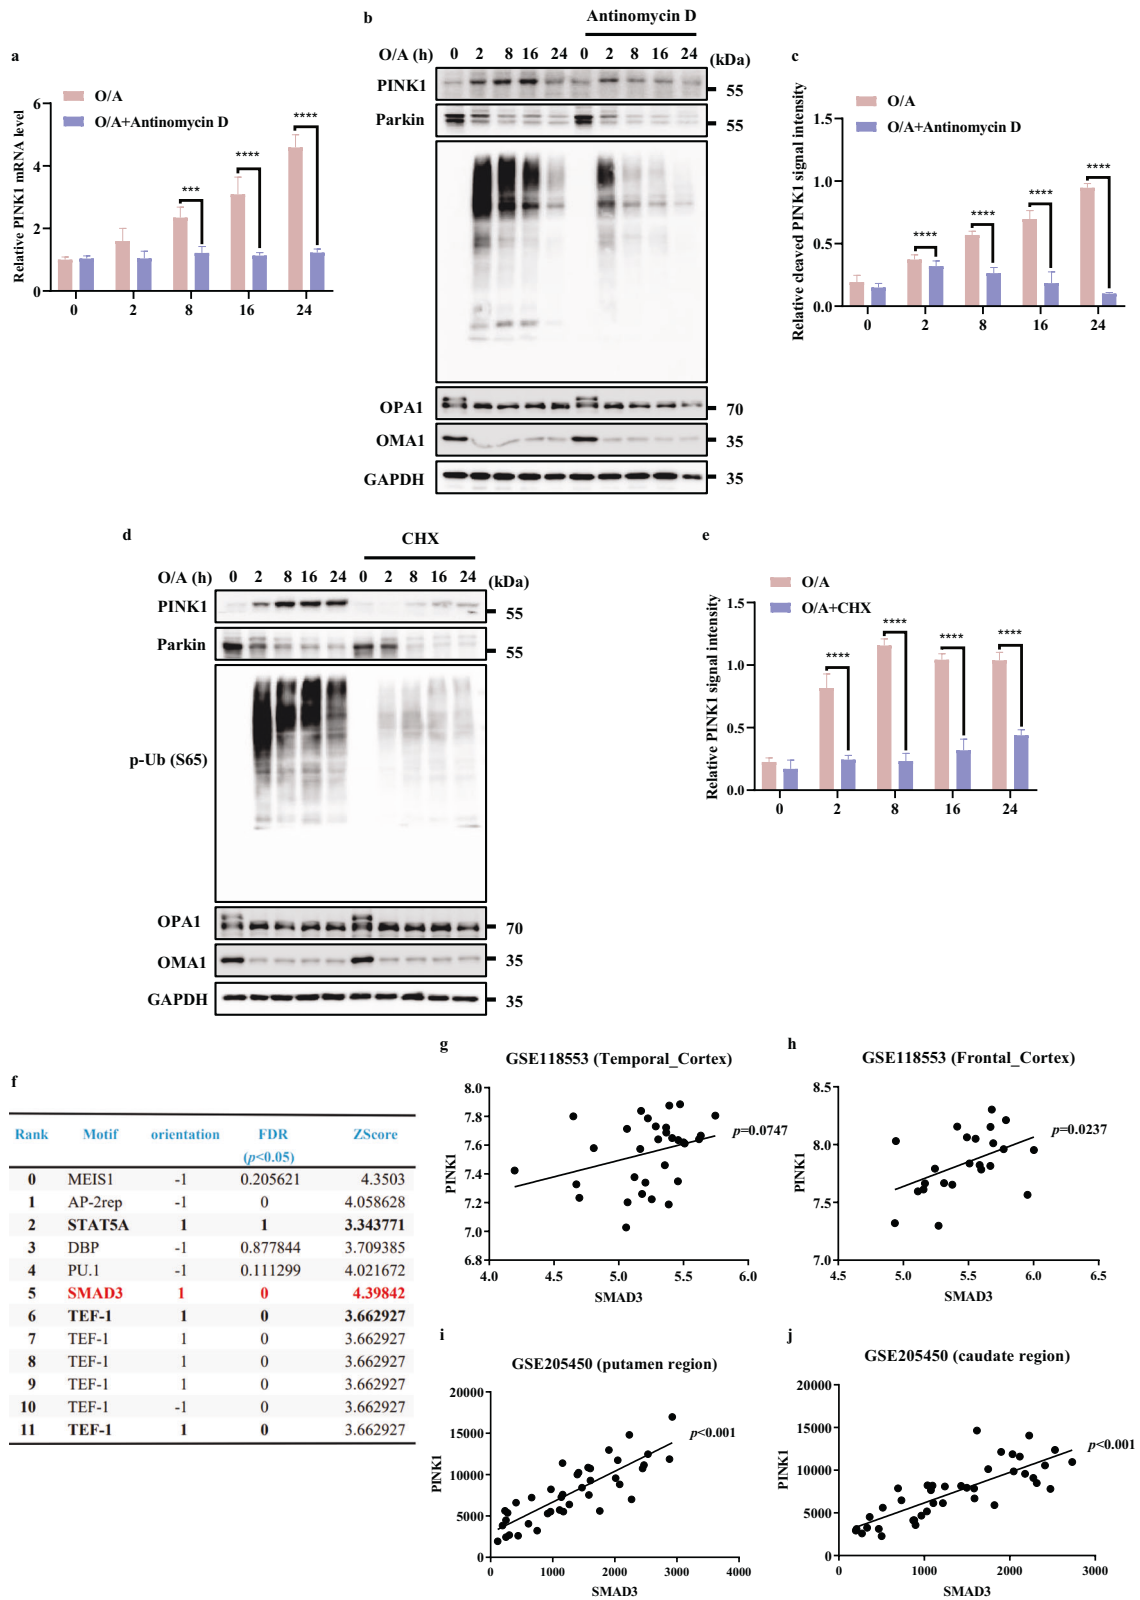 a
O/A
O/A+Antinomycin D
Relative PINK1 mRNA level
6
4
2
0
***
****
****
0 2 8 16 24
b
Antinomycin D
O/A (h) 0 2 8 16 24 0 2 8 16 24 (kDa)
PINK1 55
Parkin 55
OPA1 70
OMA1 35
GAPDH 35
c
O/A
O/A+Antinomycin D
Relative cleaved PINK1 signal intensity
1.5
1.0
0.5
0.0
****
****
****
****
0 2 8 16 24
d
CHX
O/A (h) 0 2 8 16 24 0 2 8 16 24 (kDa)
PINK1 55
Parkin 55
p-Ub (S65)
OPA1 70
OMA1 35
GAPDH 35
e
O/A
O/A+CHX
Relative PINK1 signal intensity
1.5
1.0
0.5
0.0
****
****
****
****
0 2 8 16 24
f
Rank Motif orientation FDR ZScore
(p<0.05)
0 MEIS1 -1 0.205621 4.3503
1 AP-2rep -1 0 4.058628
2 STAT5A 1 1 3.343771
3 DBP -1 0.877844 3.709385
4 PU.1 -1 0.111299 4.021672
5 SMAD3 1 0 4.39842
6 TEF-1 1 0 3.662927
7 TEF-1 1 0 3.662927
8 TEF-1 1 0 3.662927
9 TEF-1 1 0 3.662927
10 TEF-1 -1 0 3.662927
11 TEF-1 1 0 3.662927
g
GSE118553 (Temporal_Cortex)
PINK1
8.0
7.6
7.2
6.8
p=0.0747
4.0 4.5 5.0 5.5 6.0
SMAD3
h
GSE118553 (Frontal_Cortex)
PINK1
8.5
8.0
7.5
7.0
p=0.0237
4.5 5.0 5.5 6.0 6.5
SMAD3
i
GSE205450 (putamen region)
PINK1
20000
15000
10000
5000
0
p<0.001
0 1000 2000 3000 4000
SMAD3
j
GSE205450 (caudate region)
PINK1
20000
15000
10000
5000
0
p<0.001
0 1000 2000 3000
SMAD3